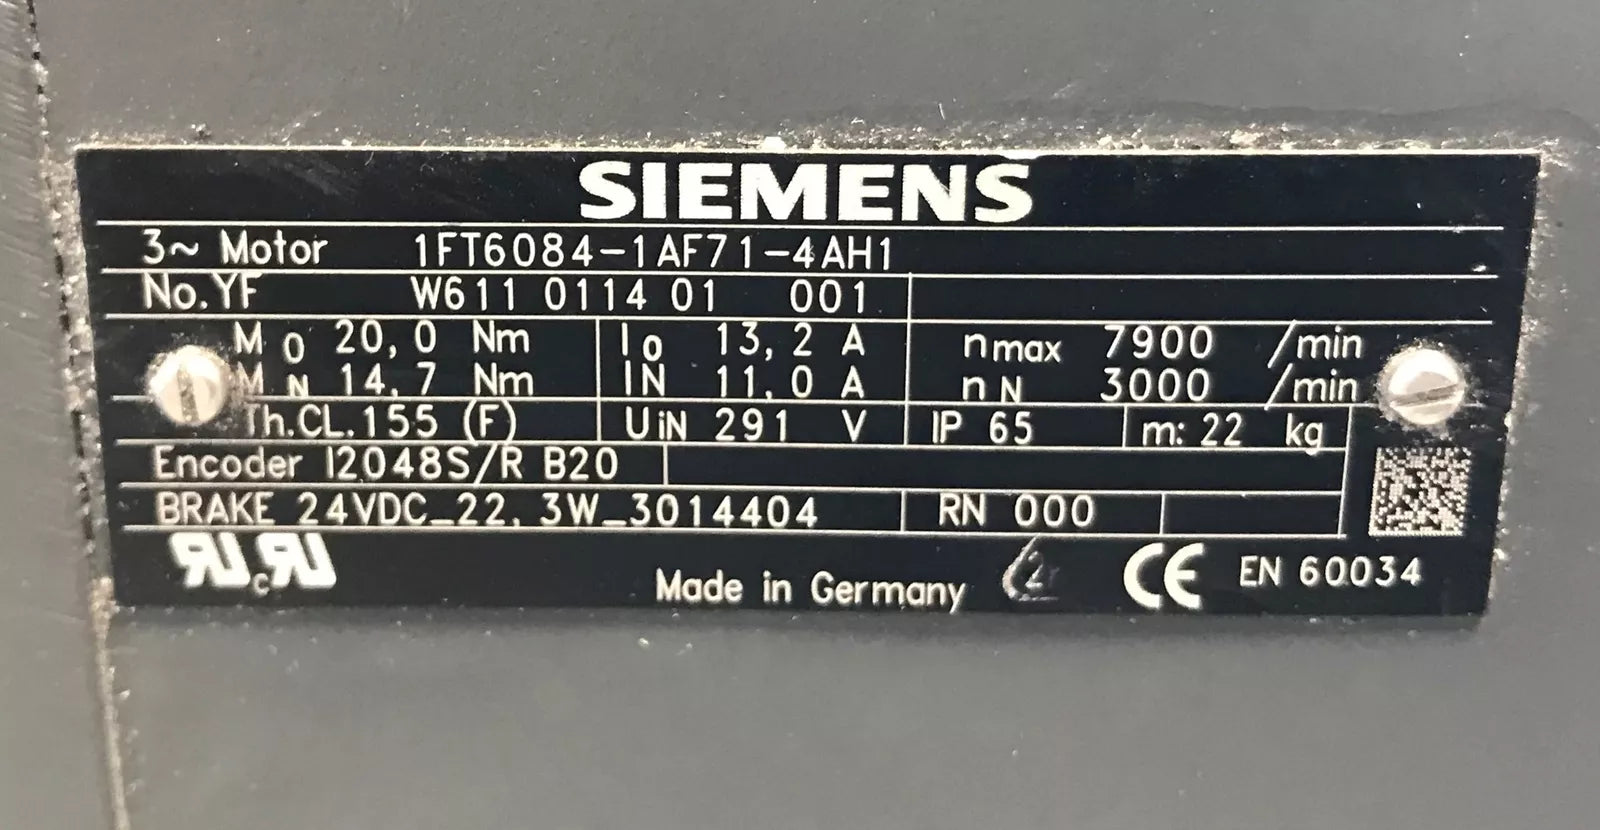 SIEMENS
3~ Motor 1FT6084-1AF71-4AH1
No.YF W611 0114 01 001
M0 20,0 Nm I0 13,2 A nmax 7900 /min
MN 14,7 Nm IN 11,0 A nN 3000 /min
Th.CL.155 (F) UiN 291 V IP 65 m: 22 kg
Encoder I2048S/R B20
BRAKE 24VDC_22,3W_3014404 RN 000
Made in Germany CE EN 60034